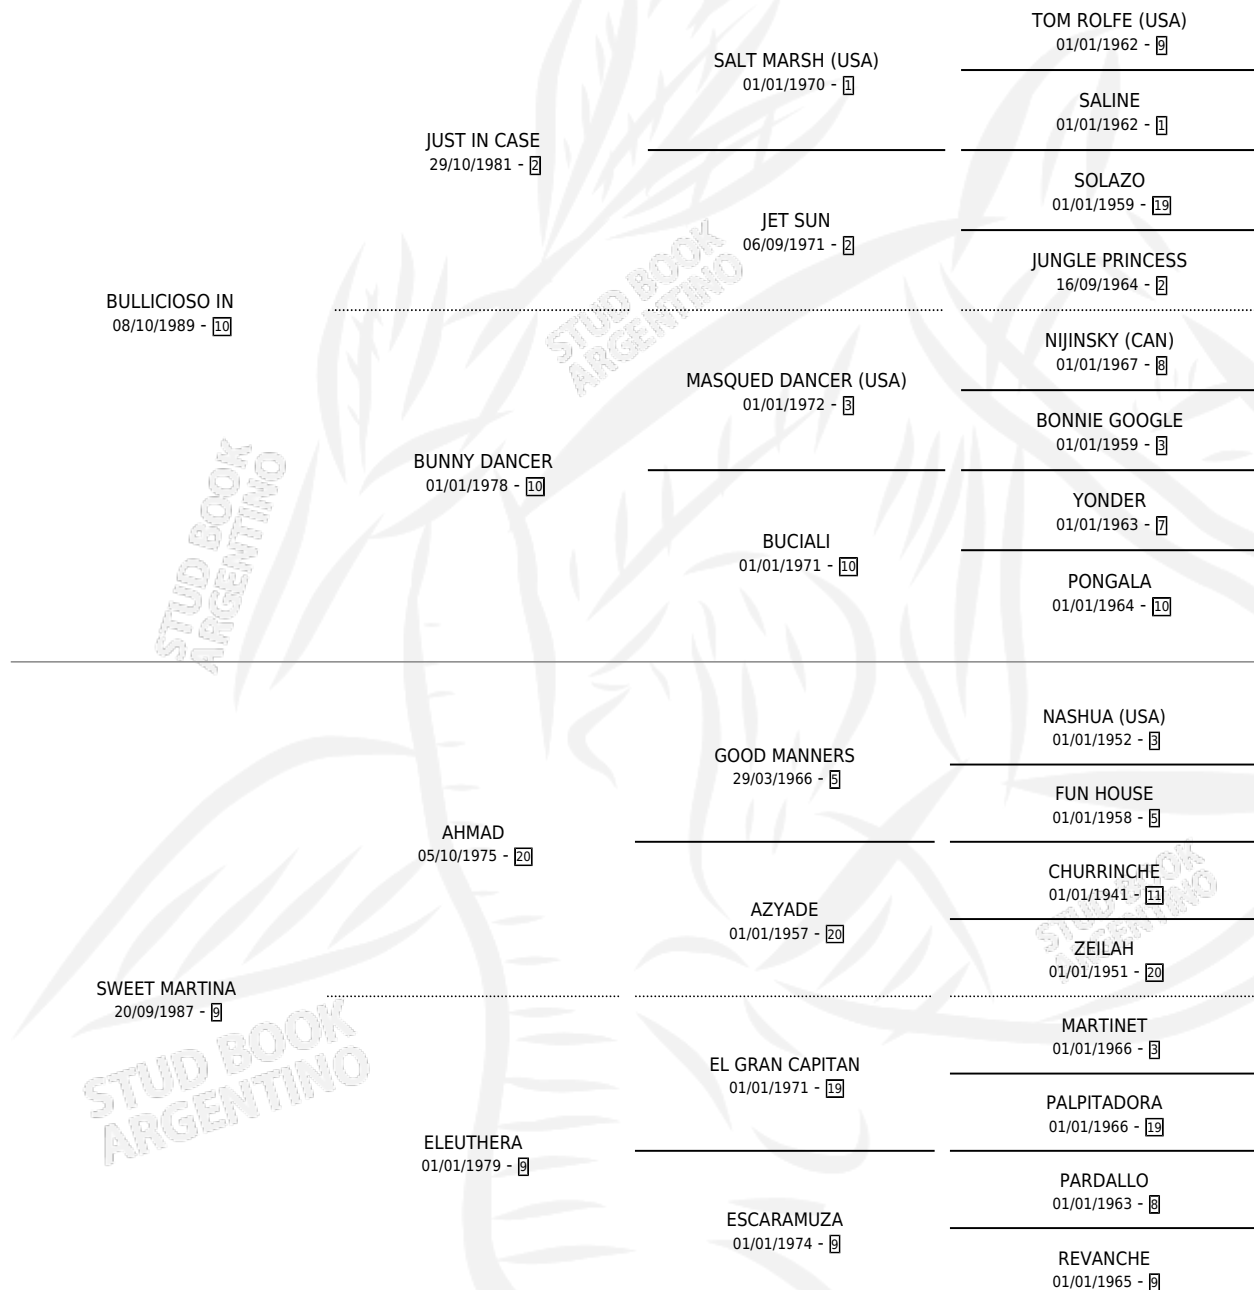 TOM ROLFE (USA)
01/01/1962 - 9
SALT MARSH (USA)
01/01/1970 - 1
SALINE
01/01/1962 - 1
JUST IN CASE
29/10/1981 - 2
SOLAZO
01/01/1959 - 19
JET SUN
06/09/1971 - 2
JUNGLE PRINCESS
16/09/1964 - 2
BULLICIOSO IN
08/10/1989 - 10
NIJINSKY (CAN)
01/01/1967 - 8
MASQUED DANCER (USA)
01/01/1972 - 3
BONNIE GOOGLE
01/01/1959 - 3
BUNNY DANCER
01/01/1978 - 10
YONDER
01/01/1963 - 7
BUCIALI
01/01/1971 - 10
PONGALA
01/01/1964 - 10
STUD BOOK
ARGENTINO
STUD BOOK
ARGENTINO
NASHUA (USA)
01/01/1952 - 3
GOOD MANNERS
29/03/1966 - 5
FUN HOUSE
01/01/1958 - 5
AHMAD
05/10/1975 - 20
CHURRINCHE
01/01/1941 - 11
AZYADE
01/01/1957 - 20
ZEILAH
01/01/1951 - 20
STUD BOOK
ARGENTINO
SWEET MARTINA
20/09/1987 - 9
MARTINET
01/01/1966 - 3
EL GRAN CAPITAN
01/01/1971 - 19
PALPITADORA
01/01/1966 - 19
STUD BOOK
ARGENTINO
ELEUTHERA
01/01/1979 - 9
PARDALLO
01/01/1963 - 8
ESCARAMUZA
01/01/1974 - 9
REVANCHE
01/01/1965 - 9